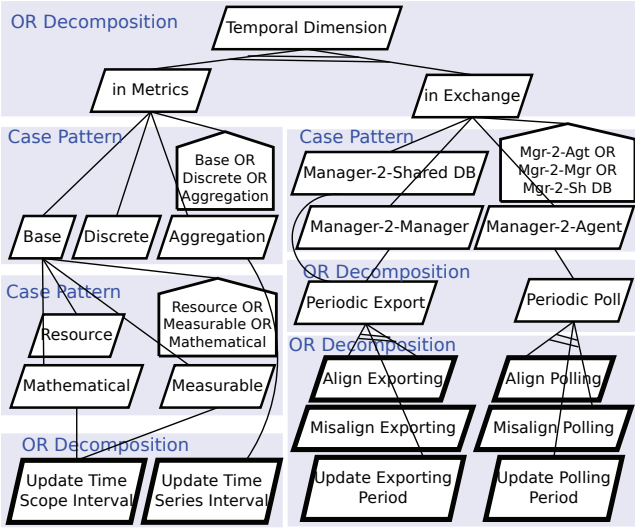 OR Decomposition
Temporal Dimension
in Metrics
in Exchange
Case Pattern
Base OR
Discrete OR
Aggregation
Base
Discrete
Aggregation
Case Pattern
Resource OR
Measurable OR
Mathematical
Resource
Mathematical
Measurable
OR Decomposition
Update Time
Scope Interval
Update Time
Series Interval
Case Pattern
Mgr-2-Agt OR
Mgr-2-Mgr OR
Mgr-2-Sh DB
Manager-2-Shared DB
Manager-2-Manager
Manager-2-Agent
OR Decomposition
Periodic Export
Periodic Poll
OR Decomposition
Align Exporting
Align Polling
Misalign Exporting
Misalign Polling
Update Exporting
Period
Update Polling
Period